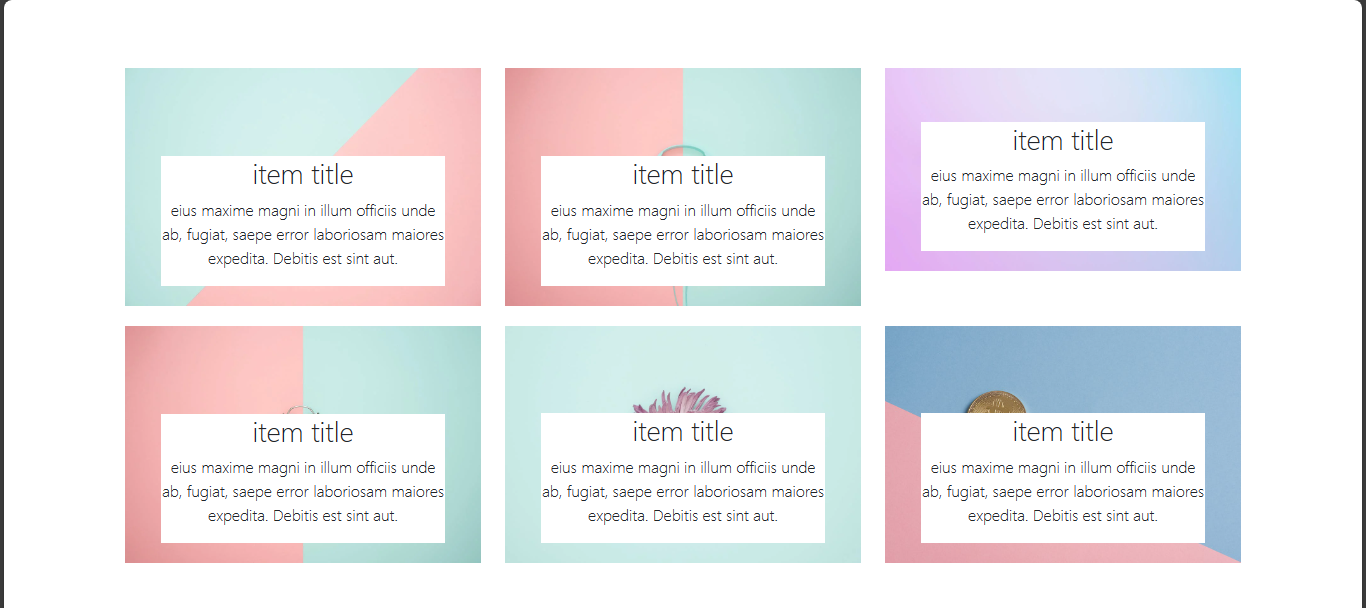 item title
eius maxime magni in illum officiis unde
ab, fugiat, saepe error laboriosam maiores
expedita. Debitis est sint aut.
item title
eius maxime magni in illum officiis unde
ab, fugiat, saepe error laboriosam maiores
expedita. Debitis est sint aut.
item title
eius maxime magni in illum officiis unde
ab, fugiat, saepe error laboriosam maiores
expedita. Debitis est sint aut.
item title
eius maxime magni in illum officiis unde
ab, fugiat, saepe error laboriosam maiores
expedita. Debitis est sint aut.
item title
eius maxime magni in illum officiis unde
ab, fugiat, saepe error laboriosam maiores
expedita. Debitis est sint aut.
item title
eius maxime magni in illum officiis unde
ab, fugiat, saepe error laboriosam maiores
expedita. Debitis est sint aut.